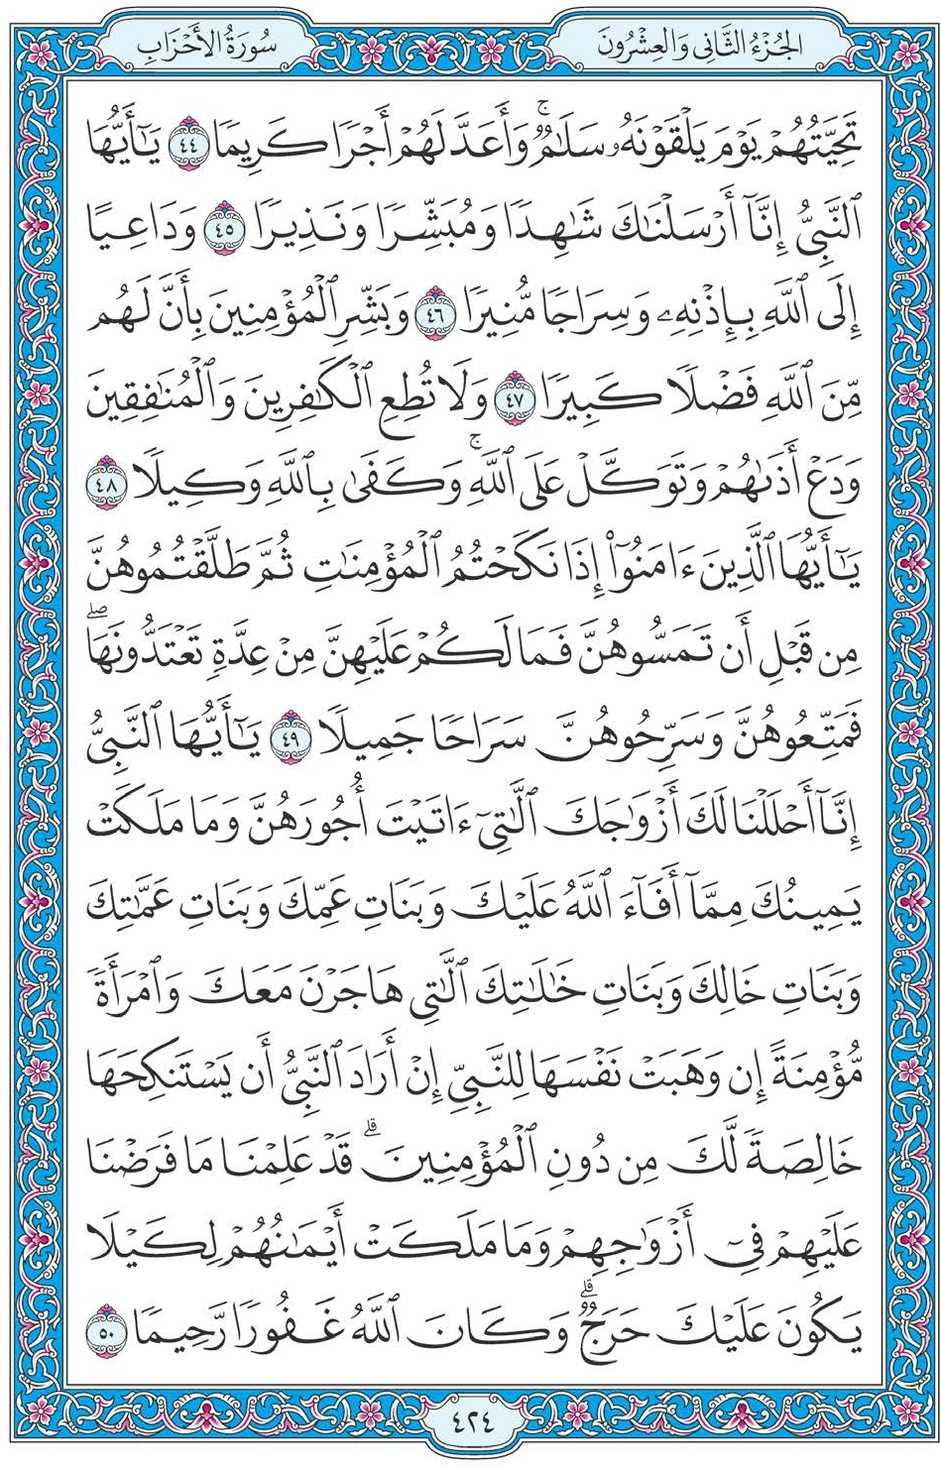 الجُزْءُ الثَّانِي وَالعِشْرُونَ
سُورَةُ الأَحْزَابِ
تَحِيَّتُهُمْ يَوْمَ يَلْقَوْنَهُۥ سَلَٰمٌۚ وَأَعَدَّ لَهُمْ أَجْرًا كَرِيمًا ٤٤ يَٰٓأَيُّهَا
ٱلنَّبِيُّ إِنَّآ أَرْسَلْنَٰكَ شَٰهِدًا وَمُبَشِّرًا وَنَذِيرًا ٤٥ وَدَاعِيًا
إِلَى ٱللَّهِ بِإِذْنِهِۦ وَسِرَاجًا مُّنِيرًا ٤٦ وَبَشِّرِ ٱلْمُؤْمِنِينَ بِأَنَّ لَهُم
مِّنَ ٱللَّهِ فَضْلًا كَبِيرًا ٤٧ وَلَا تُطِعِ ٱلْكَٰفِرِينَ وَٱلْمُنَٰفِقِينَ
وَدَعْ أَذَىٰهُمْ وَتَوَكَّلْ عَلَى ٱللَّهِۚ وَكَفَىٰ بِٱللَّهِ وَكِيلًا ٤٨
يَٰٓأَيُّهَا ٱلَّذِينَ ءَامَنُوٓا۟ إِذَا نَكَحْتُمُ ٱلْمُؤْمِنَٰتِ ثُمَّ طَلَّقْتُمُوهُنَّ
مِن قَبْلِ أَن تَمَسُّوهُنَّ فَمَا لَكُمْ عَلَيْهِنَّ مِنْ عِدَّةٍ تَعْتَدُّونَهَاۖ
فَمَتِّعُوهُنَّ وَسَرِّحُوهُنَّ سَرَاحًا جَمِيلًا ٤٩ يَٰٓأَيُّهَا ٱلنَّبِيُّ
إِنَّآ أَحْلَلْنَا لَكَ أَزْوَٰجَكَ ٱلَّٰتِىٓ ءَاتَيْتَ أُجُورَهُنَّ وَمَا مَلَكَتْ
يَمِينُكَ مِمَّآ أَفَآءَ ٱللَّهُ عَلَيْكَ وَبَنَاتِ عَمِّكَ وَبَنَاتِ عَمَّٰتِكَ
وَبَنَاتِ خَالِكَ وَبَنَاتِ خَٰلَٰتِكَ ٱلَّٰتِى هَاجَرْنَ مَعَكَ وَٱمْرَأَةً
مُّؤْمِنَةً إِن وَهَبَتْ نَفْسَهَا لِلنَّبِىِّ إِنْ أَرَادَ ٱلنَّبِىُّ أَن يَسْتَنكِحَهَا
خَالِصَةً لَّكَ مِن دُونِ ٱلْمُؤْمِنِينَۗ قَدْ عَلِمْنَا مَا فَرَضْنَا
عَلَيْهِمْ فِىٓ أَزْوَٰجِهِمْ وَمَا مَلَكَتْ أَيْمَٰنُهُمْ لِكَيْلَا
يَكُونَ عَلَيْكَ حَرَجٌۗ وَكَانَ ٱللَّهُ غَفُورًا رَّحِيمًا ٥٠
٤٢٤